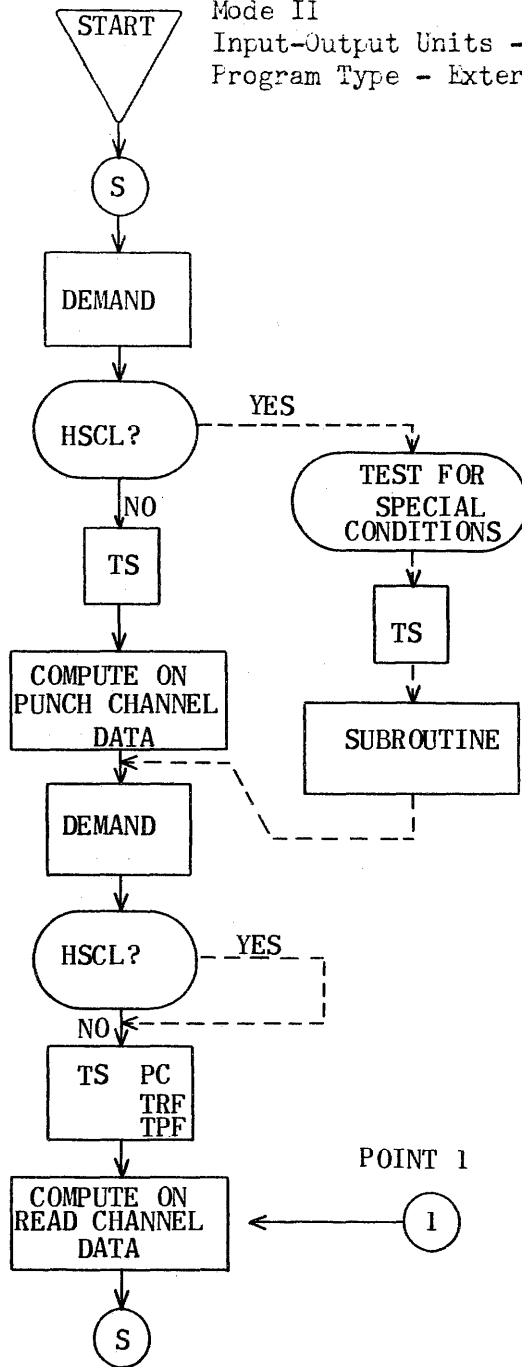 START
Mode II
Input-Output Units -
Program Type - Exter
S
DEMAND
HSCL?
YES
NO
TEST FOR
SPECIAL
CONDITIONS
TS
TS
COMPUTE ON
PUNCH CHANNEL
DATA
SUBROUTINE
DEMAND
HSCL?
YES
NO
TS PC
TRF
TPF
POINT 1
COMPUTE ON
READ CHANNEL
DATA
1
S